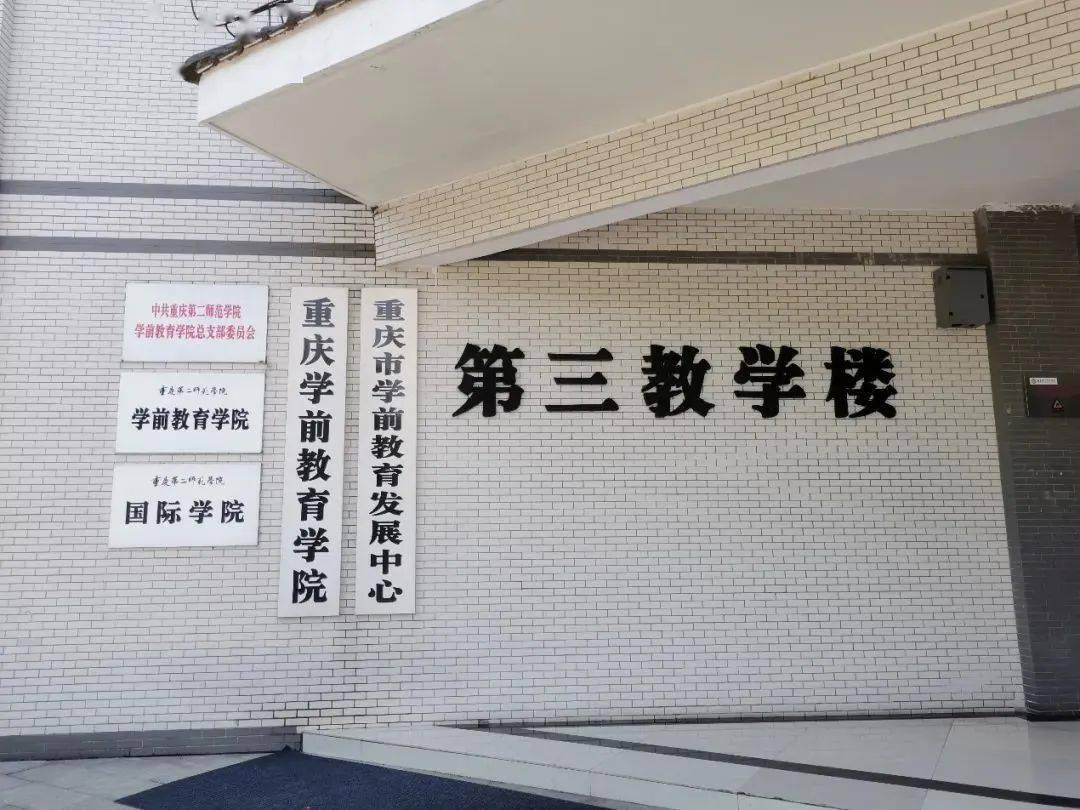 中共重庆第二师范学院
学前教育学院总支部委员会
重庆第二师范学院
学前教育学院
重庆第二师范学院
国际学院
重庆学前教育学院
重庆市学前教育发展中心
第三教学楼